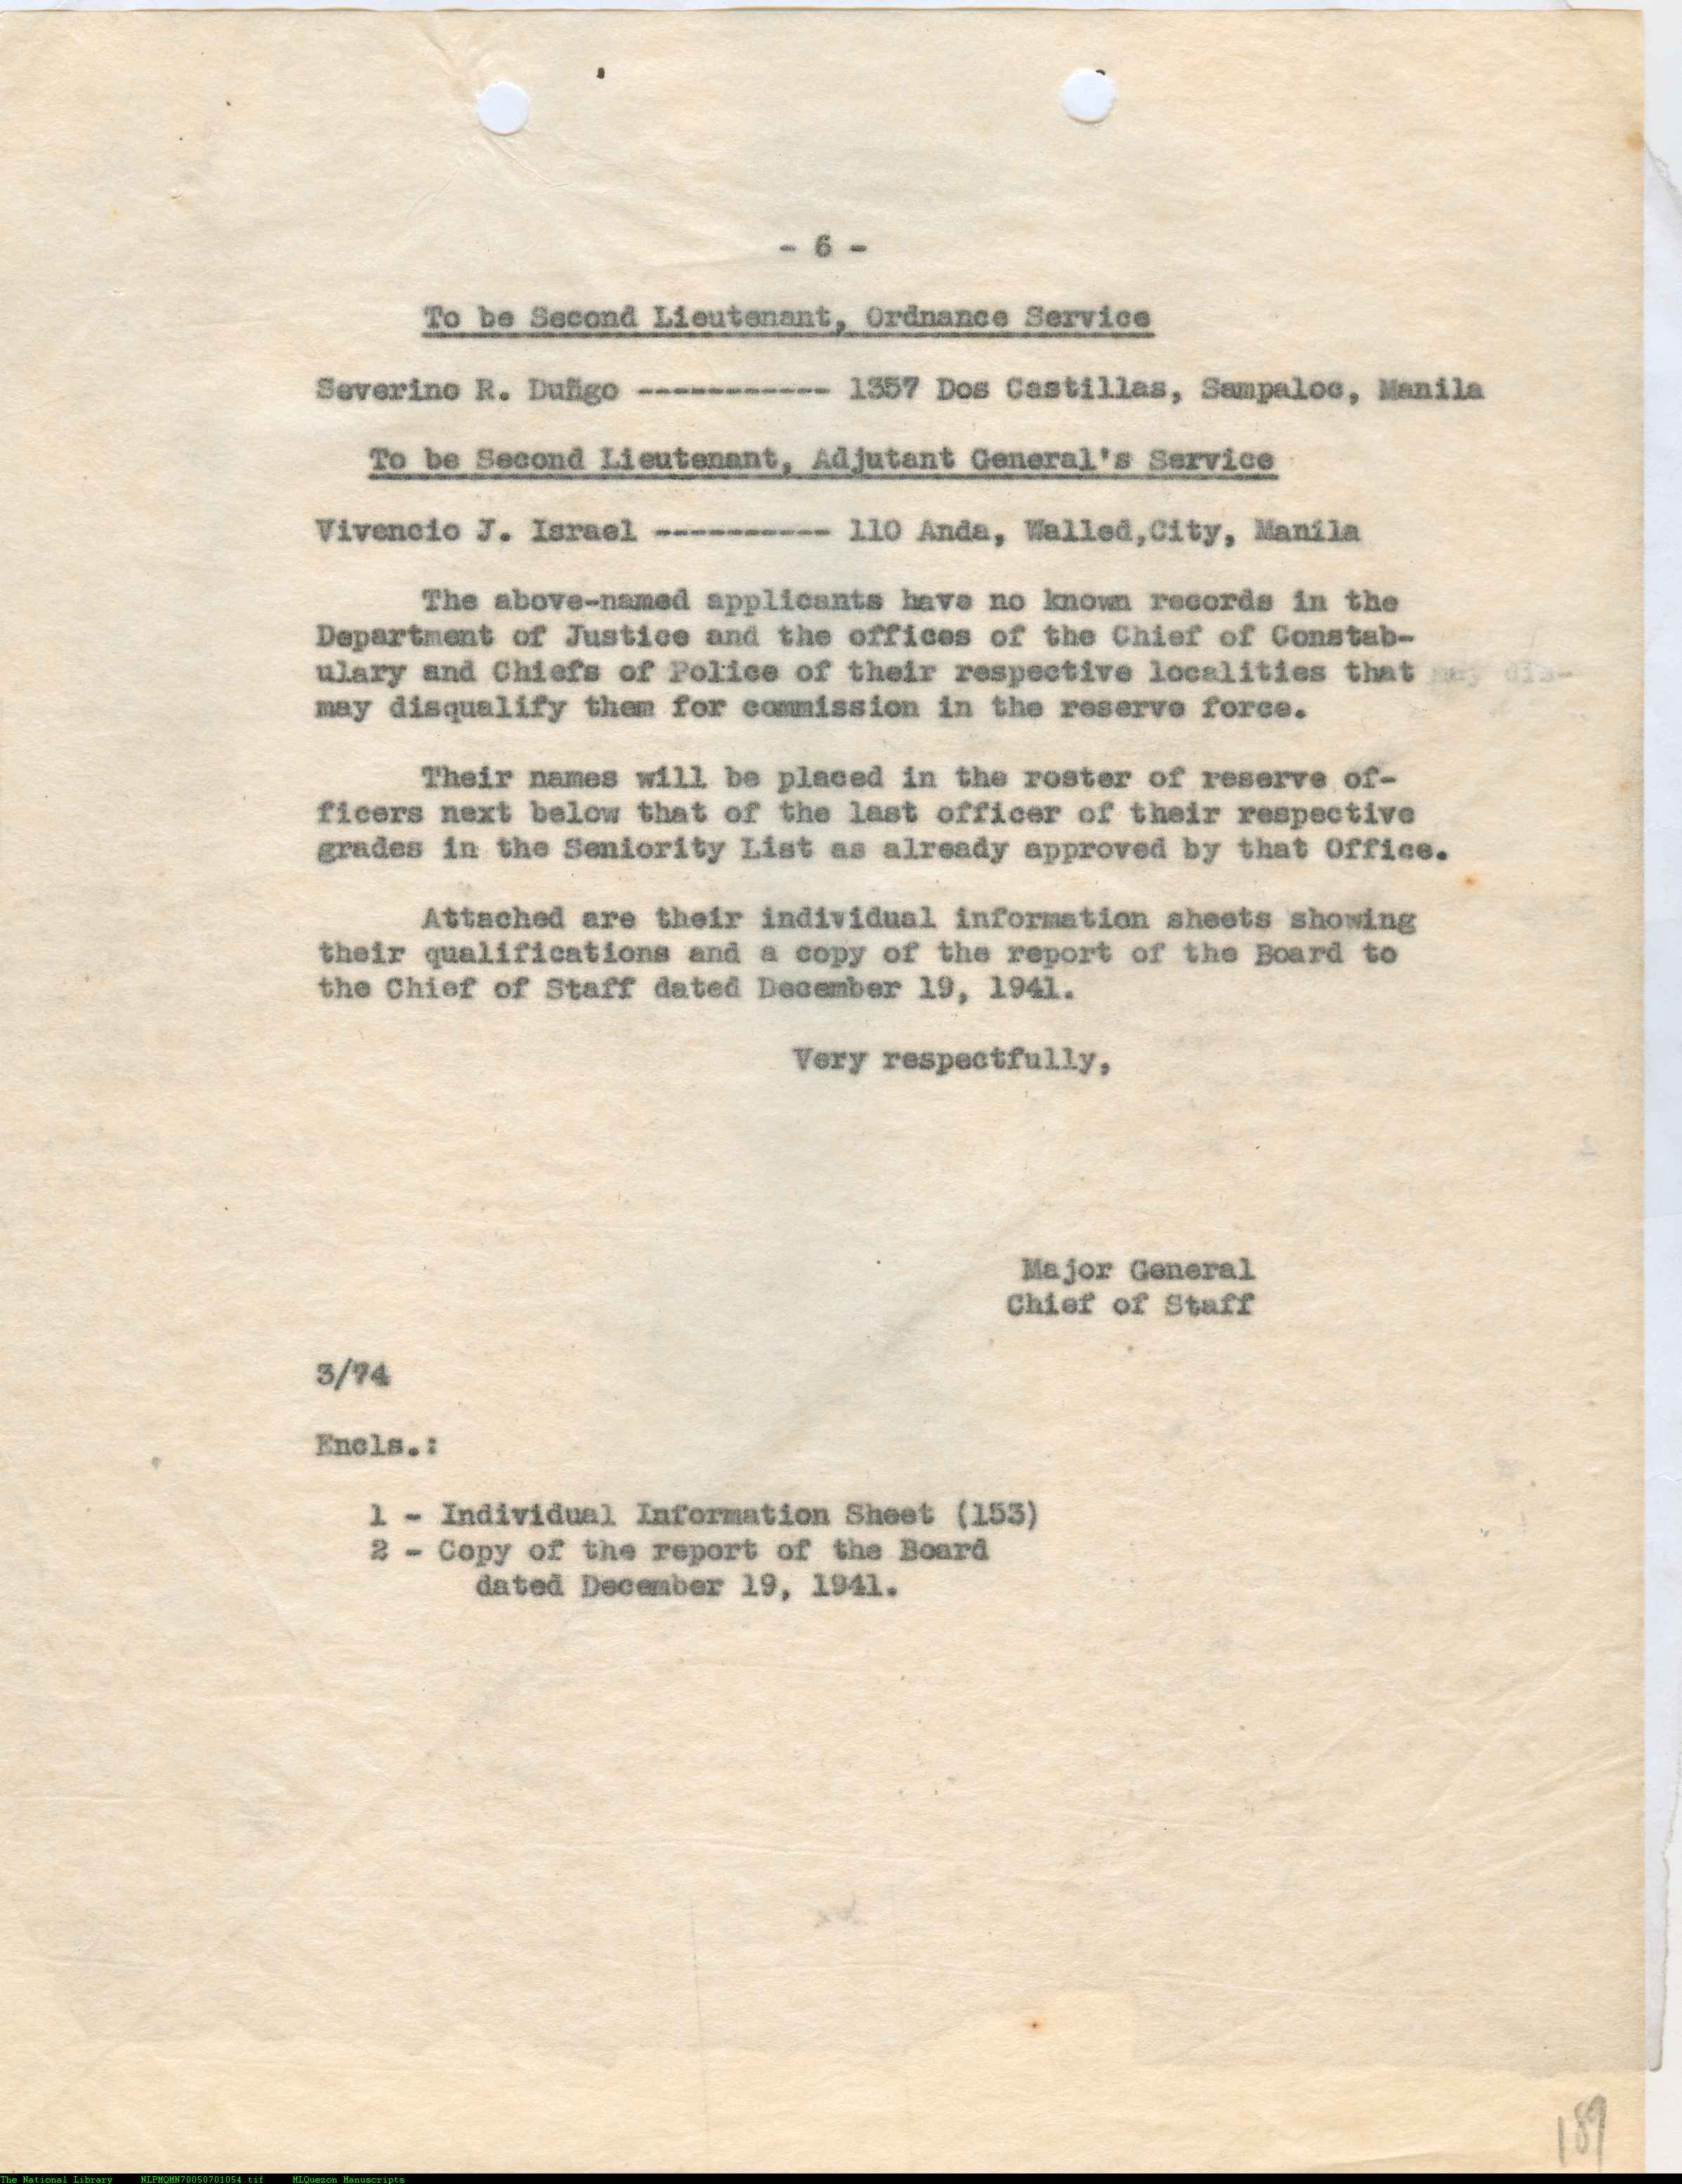 - 6 -
To be Second Lieutenant, Ordnance Service
Severino R. Duñgo ----------- 1357 Dos Castillas, Sampaloc, Manila
To be Second Lieutenant, Adjutant General's Service
Vivencio J. Israel ---------- 110 Anda, Walled,City, Manila
The above-named applicants have no known records in the
Department of Justice and the offices of the Chief of Constab-
ulary and Chiefs of Police of their respective localities that may dis-
may disqualify them for commission in the reserve force.
Their names will be placed in the roster of reserve of-
ficers next below that of the last officer of their respective
grades in the Seniority List as already approved by that Office.
Attached are their individual information sheets showing
their qualifications and a copy of the report of the Board to
the Chief of Staff dated December 19, 1941.
Very respectfully,
Major General
Chief of Staff
3/74
Encls.:
1 - Individual Information Sheet (153)
2 - Copy of the report of the Board
dated December 19, 1941.
189
The National Library NLPMQMN70050701054.tif MLQuezon Manuscripts